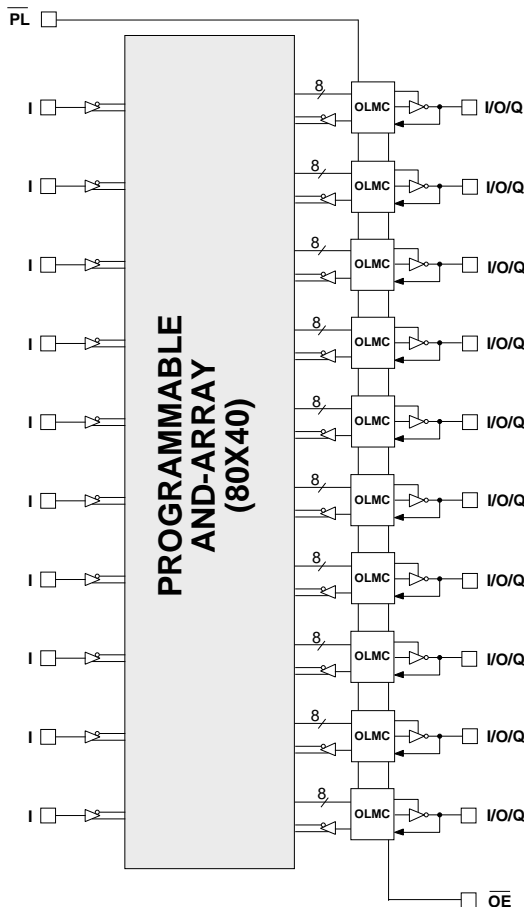 PL
8
OLMC
I
I/O/Q
8
OLMC
I
I/O/Q
8
OLMC
I
I/O/Q
8
OLMC
I
I/O/Q
8
OLMC
I
I/O/Q
PROGRAMMABLE
AND-ARRAY
(80X40)
8
OLMC
I
I/O/Q
8
OLMC
I
I/O/Q
8
OLMC
I
I/O/Q
8
OLMC
I
I/O/Q
8
OLMC
I
I/O/Q
OE